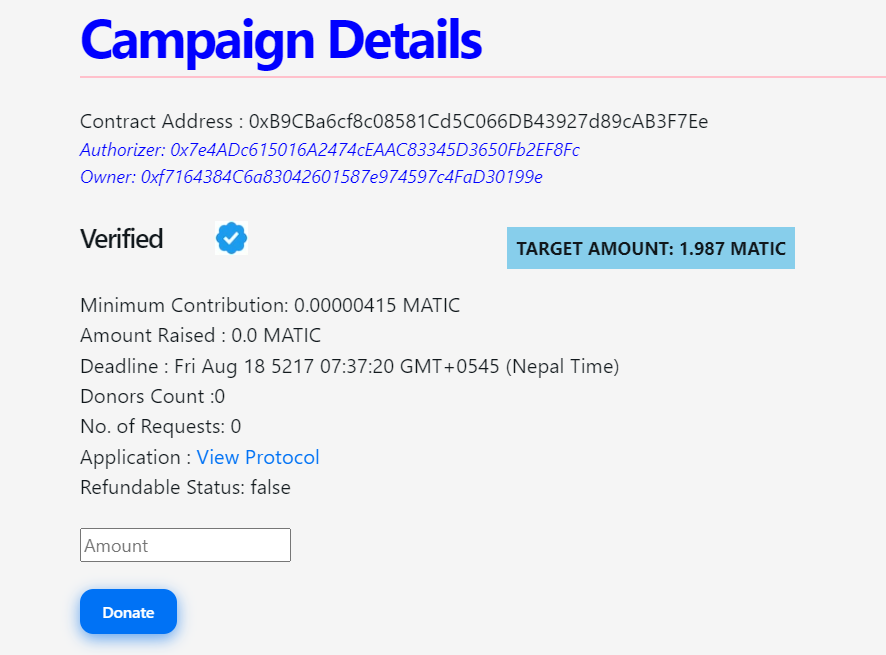 Campaign Details
Contract Address : 0xB9CBa6cf8c08581Cd5C066DB43927d89cAB3F7Ee
Authorizer: 0x7e4ADc615016A2474cEAAC83345D3650Fb2EF8Fc
Owner: 0xf7164384C6a83042601587e974597c4FaD30199e
Verified
TARGET AMOUNT: 1.987 MATIC
Minimum Contribution: 0.00000415 MATIC
Amount Raised : 0.0 MATIC
Deadline : Fri Aug 18 5217 07:37:20 GMT+0545 (Nepal Time)
Donors Count :0
No. of Requests: 0
Application : View Protocol
Refundable Status: false
Amount
Donate